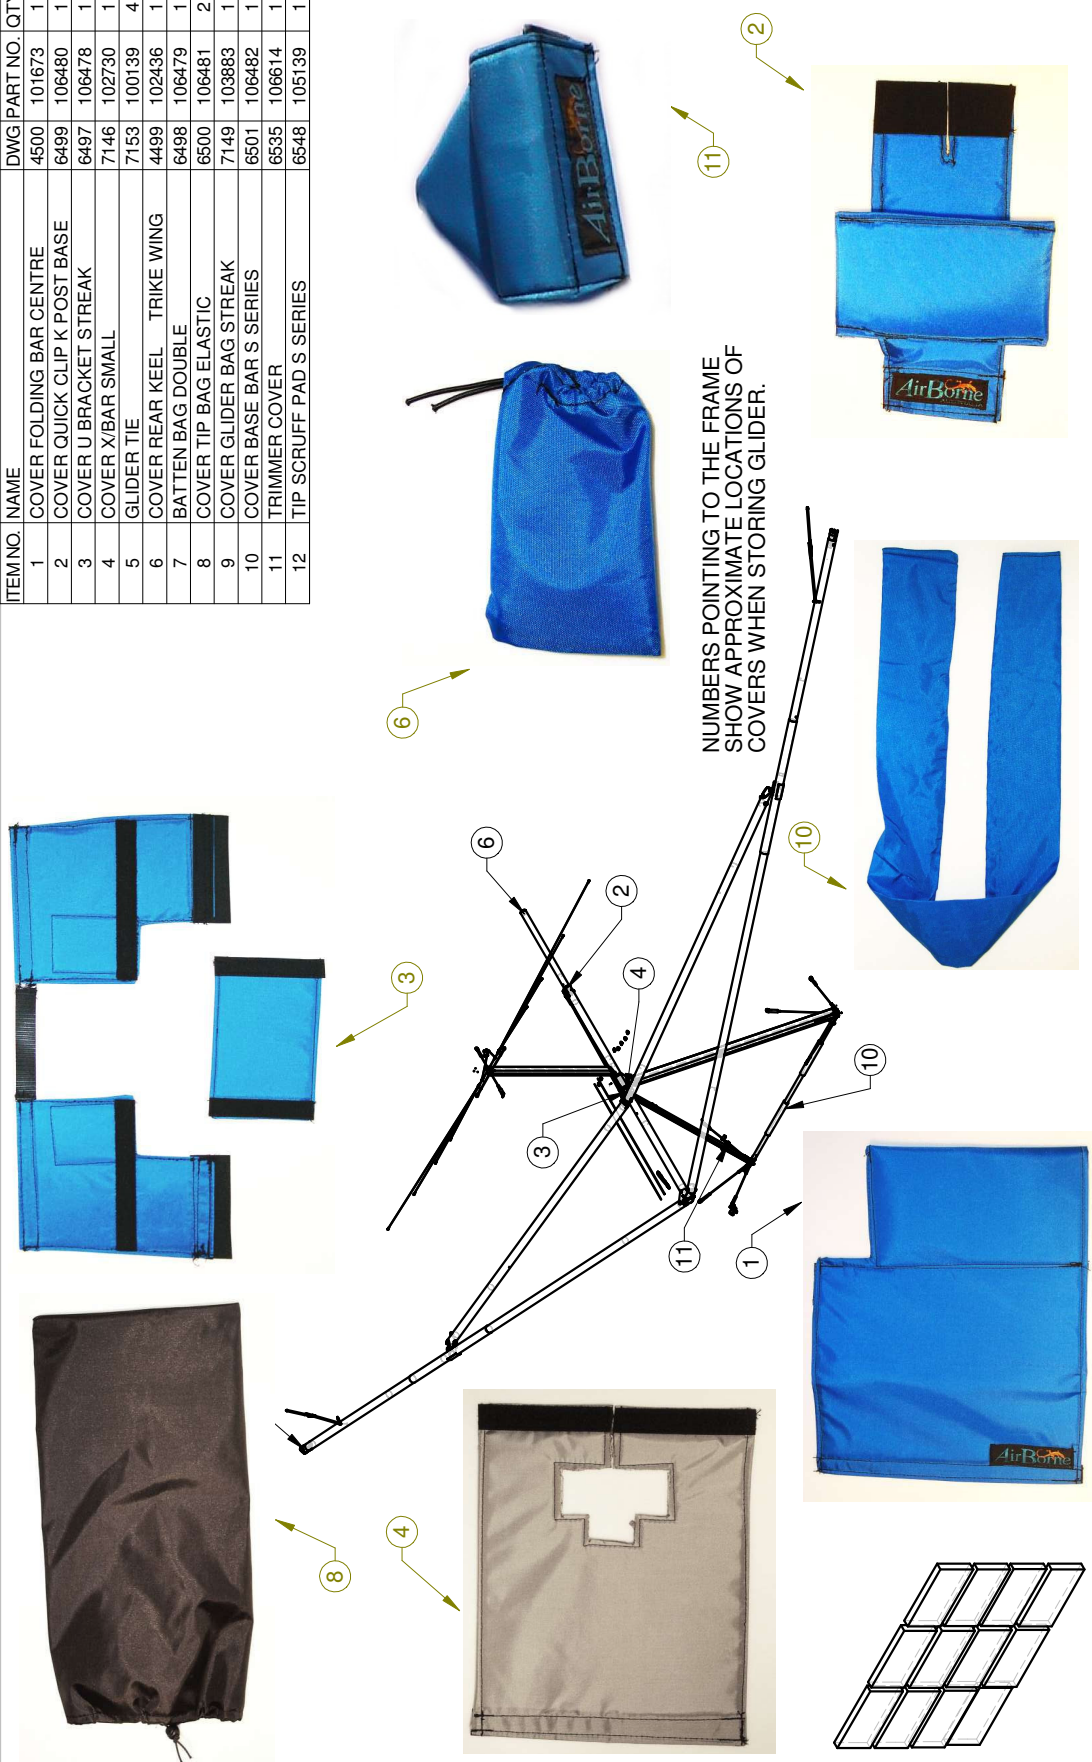 ITEM NO. NAME DWG PART NO. QTY
1 COVER FOLDING BAR CENTRE 4500 101673 1
2 COVER QUICK CLIP K POST BASE 6499 106480 1
3 COVER U BRACKET STREAK 6497 106478 1
4 COVER X/BAR SMALL 7146 102730 1
5 GLIDER TIE 7153 100139 4
6 COVER REAR KEEL TRIKE WING 4499 102436 1
7 BATTEN BAG DOUBLE 6498 106479 1
8 COVER TIP BAG ELASTIC 6500 106481 2
9 COVER GLIDER BAG STREAK 7149 103883 1
10 COVER BASE BAR S SERIES 6501 106482 1
11 TRIMMER COVER 6535 106614 1
12 TIP SCRUFF PAD S SERIES 6548 105139 1
3
6
AirBorne
11
2
AirBorne
NUMBERS POINTING TO THE FRAME
SHOW APPROXIMATE LOCATIONS OF
COVERS WHEN STORING GLIDER.
8
4
6
2
4
3
10
11
1
10
AirBorne